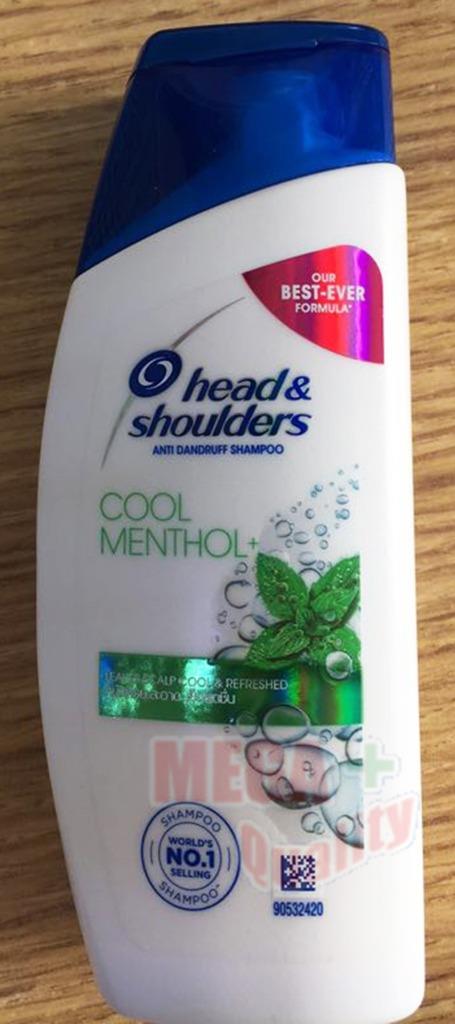 OUR
BEST-EVER
FORMULA*
head &
shoulders
ANTI DANDRUFF SHAMPOO
COOL
MENTHOL+
SCALP COOL & REFRESHED
MEGA +
Quality
SHAMPOO
WORLD'S
NO.1
SELLING
SHAMPOO**
90532420